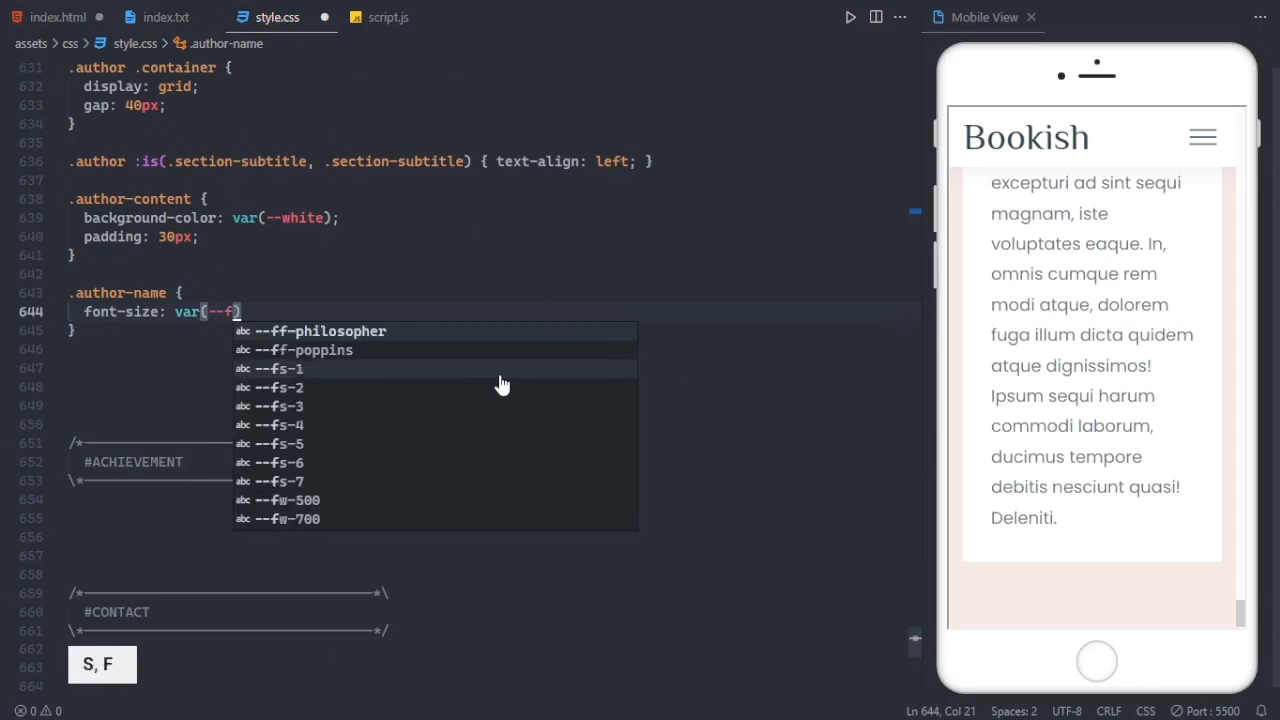 index.html
index.txt
style.css
script.js
Mobile View
assets > css > style.css > .author-name
631 .author .container {
632 display: grid;
633 gap: 40px;
634 }
635
636 .author :is(.section-subtitle, .section-subtitle) { text-align: left; }
637
638 .author-content {
639 background-color: var(--white);
640 padding: 30px;
641 }
642
643 .author-name {
644 font-size: var(--f)
645 }
646
647
648
649
650
651 /*
652 #ACHIEVEMENT
653 \*
654
655
656
657
658
659 /* *\
660 #CONTACT
661 \* */
662
663
664
--ff-philosopher
--ff-poppins
--fs-1
--fs-2
--fs-3
--fs-4
--fs-5
--fs-6
--fs-7
--fw-500
--fw-700
S, F
Bookish
excepturi ad sint sequi
magnam, iste
voluptates eaque. In,
omnis cumque rem
modi atque, dolorem
fuga illum dicta quidem
atque dignissimos!
Ipsum sequi harum
commodi laborum,
ducimus tempore
debitis nesciunt quasi!
Deleniti.
0 0
Ln 644, Col 21 Spaces: 2 UTF-8 CRLF CSS Port : 5500